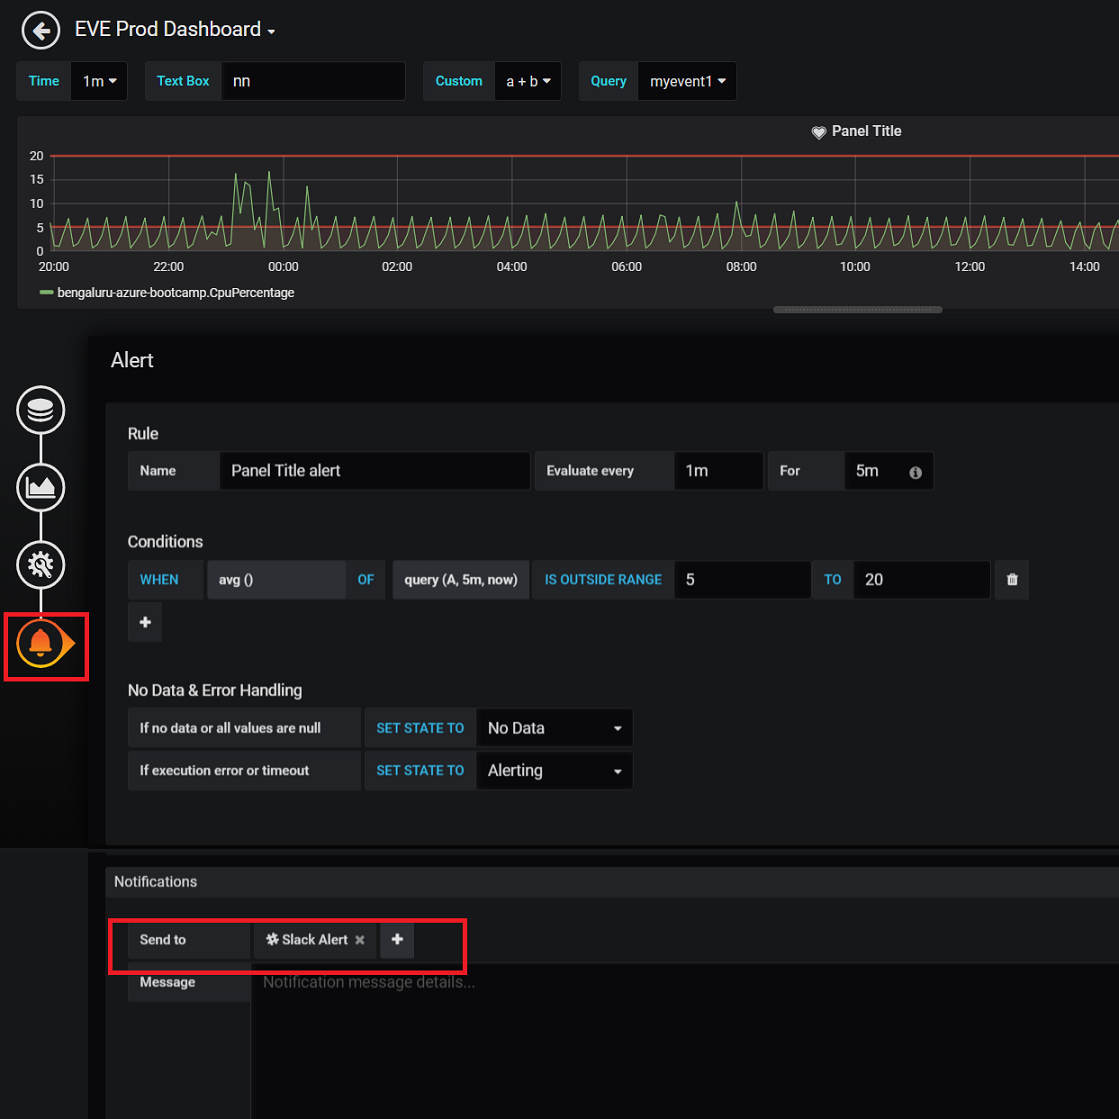 EVE Prod Dashboard
Time 1m Text Box nn Custom a + b Query myevent1
Panel Title
20
15
10
5
0
20:00 22:00 00:00 02:00 04:00 06:00 08:00 10:00 12:00 14:00
bengaluru-azure-bootcamp.CpuPercentage
Alert
Rule
Name Panel Title alert Evaluate every 1m For 5m
Conditions
WHEN avg () OF query (A, 5m, now) IS OUTSIDE RANGE 5 TO 20
No Data & Error Handling
If no data or all values are null SET STATE TO No Data
If execution error or timeout SET STATE TO Alerting
Notifications
Send to Slack Alert
Message Notification message details...